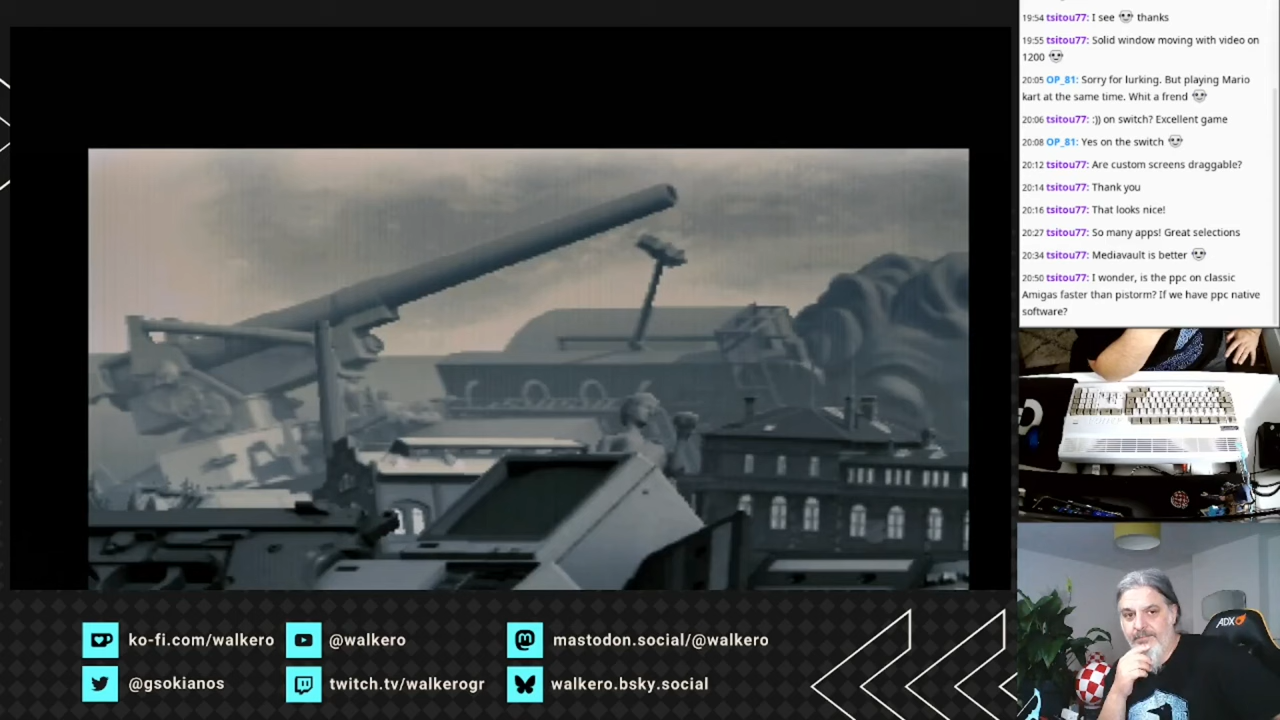 19:54 tsitou77: I see thanks
19:55 tsitou77: Solid window moving with video on
1200
20:05 OP_81: Sorry for lurking. But playing Mario
kart at the same time. Whit a frend
20:06 tsitou77: :)) on switch? Excellent game
20:08 OP_81: Yes on the switch
20:12 tsitou77: Are custom screens draggable?
20:14 tsitou77: Thank you
20:16 tsitou77: That looks nice!
20:27 tsitou77: So many apps! Great selections
20:34 tsitou77: Mediavault is better
20:50 tsitou77: I wonder, is the ppc on classic
Amigas faster than pistorm? If we have ppc native
software?
ADX
ko-fi.com/walkero
@walkero
mastodon.social/@walkero
@gsokianos
twitch.tv/walkerogr
walkero.bsky.social